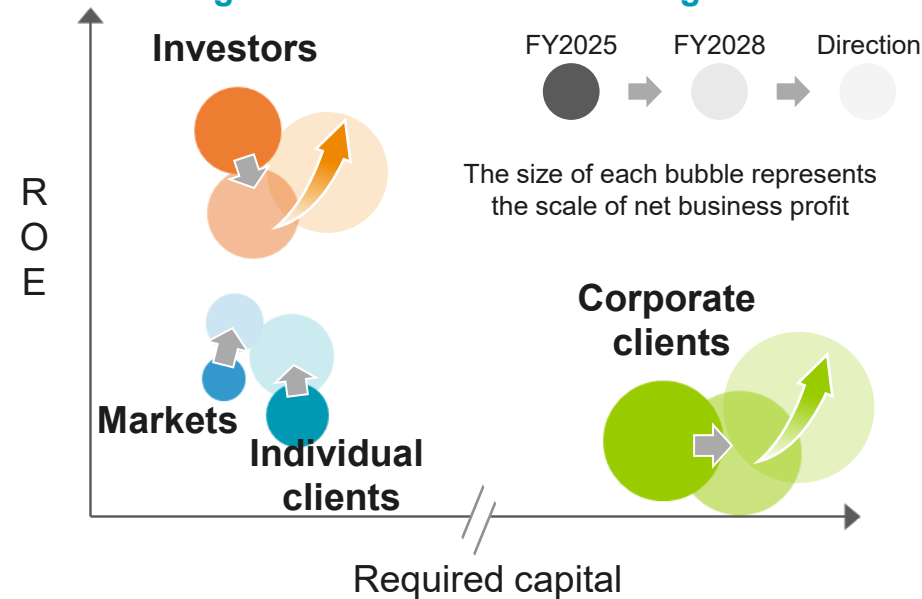 Investors
FY2025
FY2028
Direction
The size of each bubble represents
the scale of net business profit
R
O
E
Corporate
clients
Markets
Individual
clients
Required capital